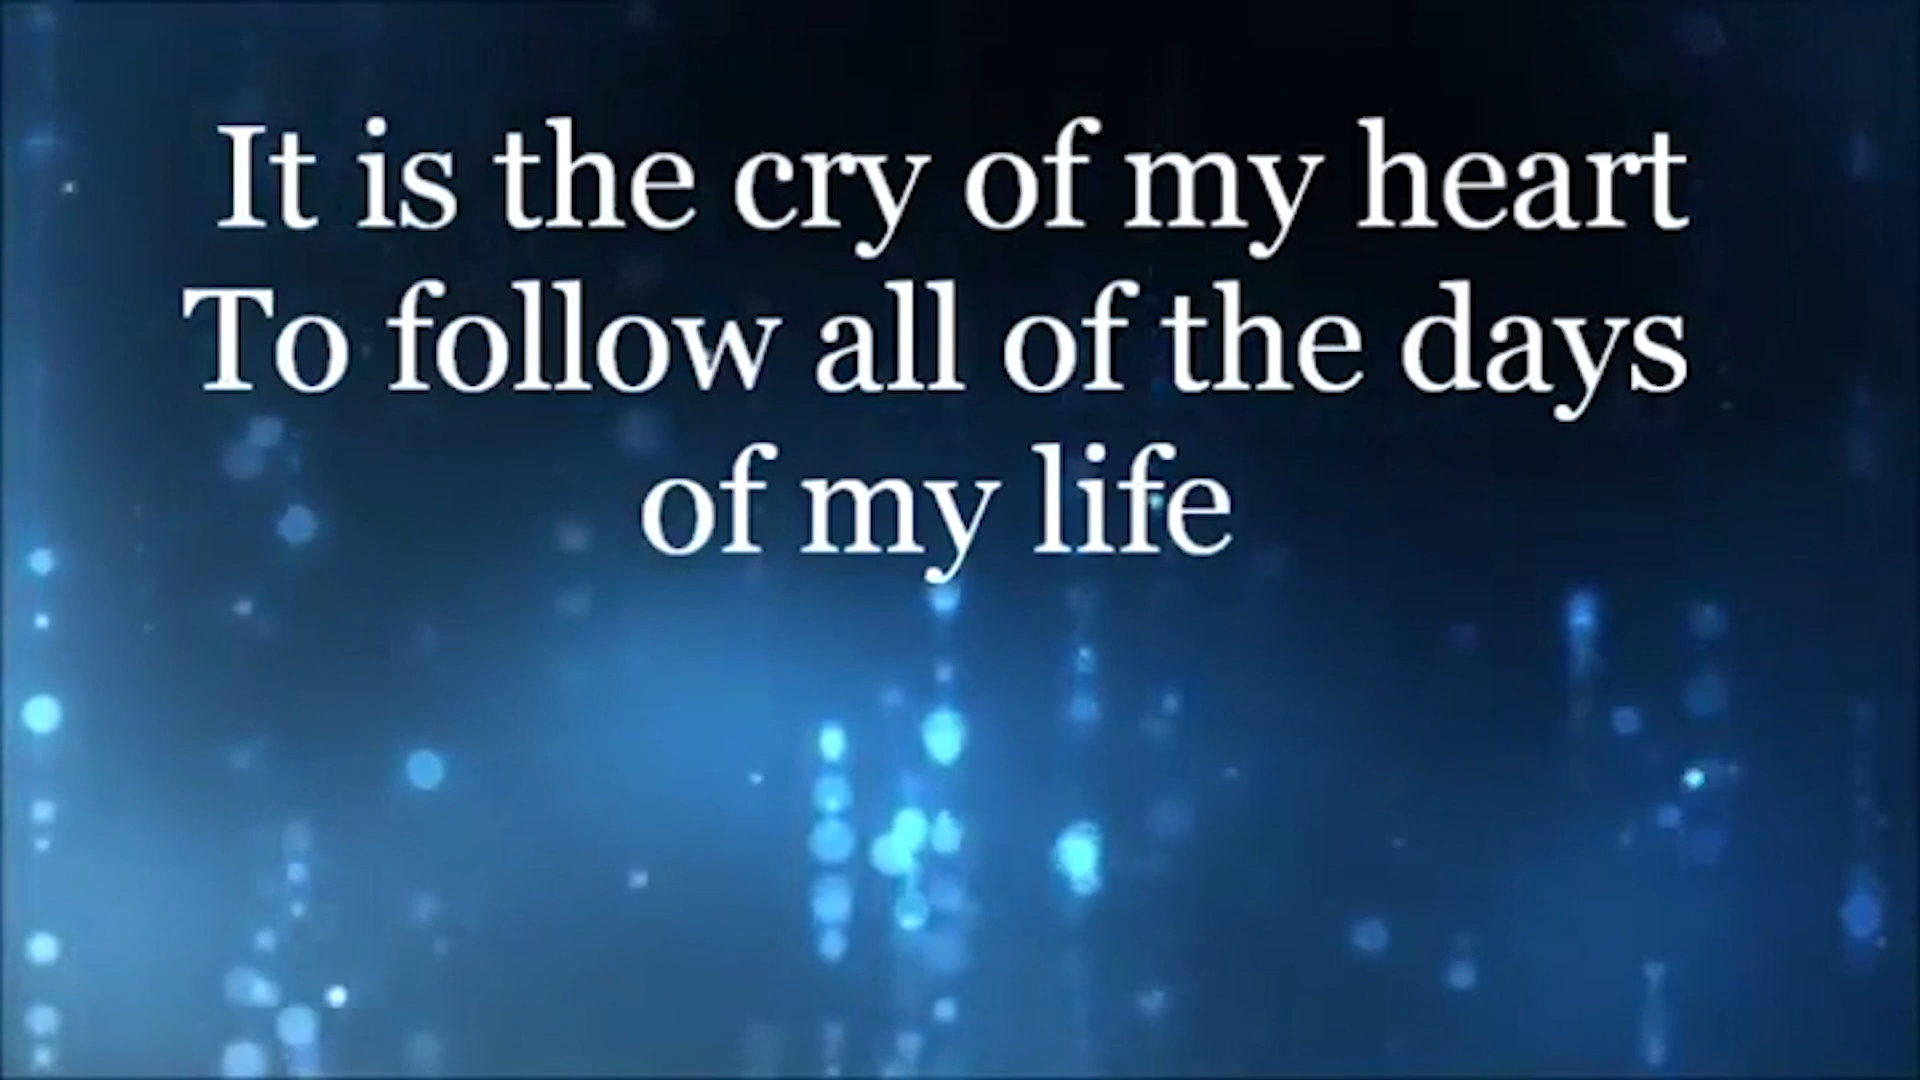 It is the cry of my heart
To follow all of the days
of my life